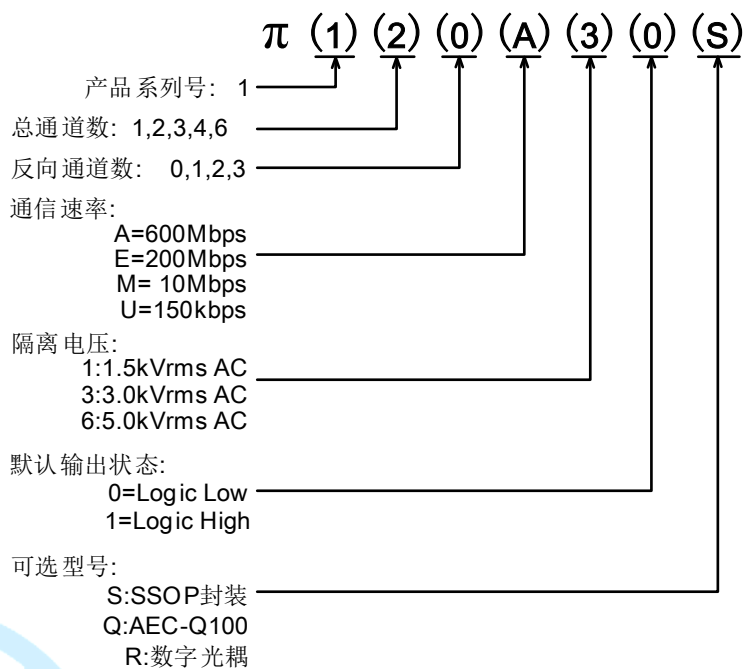 π (1) (2) (0) (A) (3) (0) (S)
产品系列号: 1
总通道数: 1,2,3,4,6
反向通道数: 0,1,2,3
通信速率:
A=600Mbps
E=200Mbps
M= 10Mbps
U=150kbps
隔离电压:
1:1.5kVrms AC
3:3.0kVrms AC
6:5.0kVrms AC
默认输出状态:
0=Logic Low
1=Logic High
可选型号:
S:SSOP封装
Q:AEC-Q100
R:数字光耦